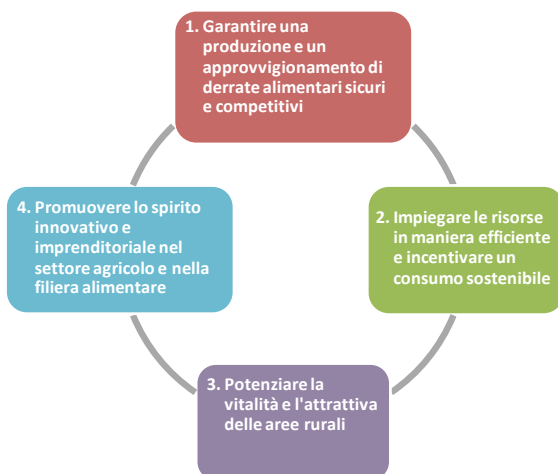 1. Garantire una
produzione e un
approvvigionamento di
derrate alimentari sicuri
e competitivi
2. Impiegare le risorse
in maniera efficiente
e incentivare un
consumo sostenibile
3. Potenziare la
vitalità e l'attrattiva
delle aree rurali
4. Promuovere lo spirito
innovativo e
imprenditoriale nel
settore agricolo e nella
filiera alimentare